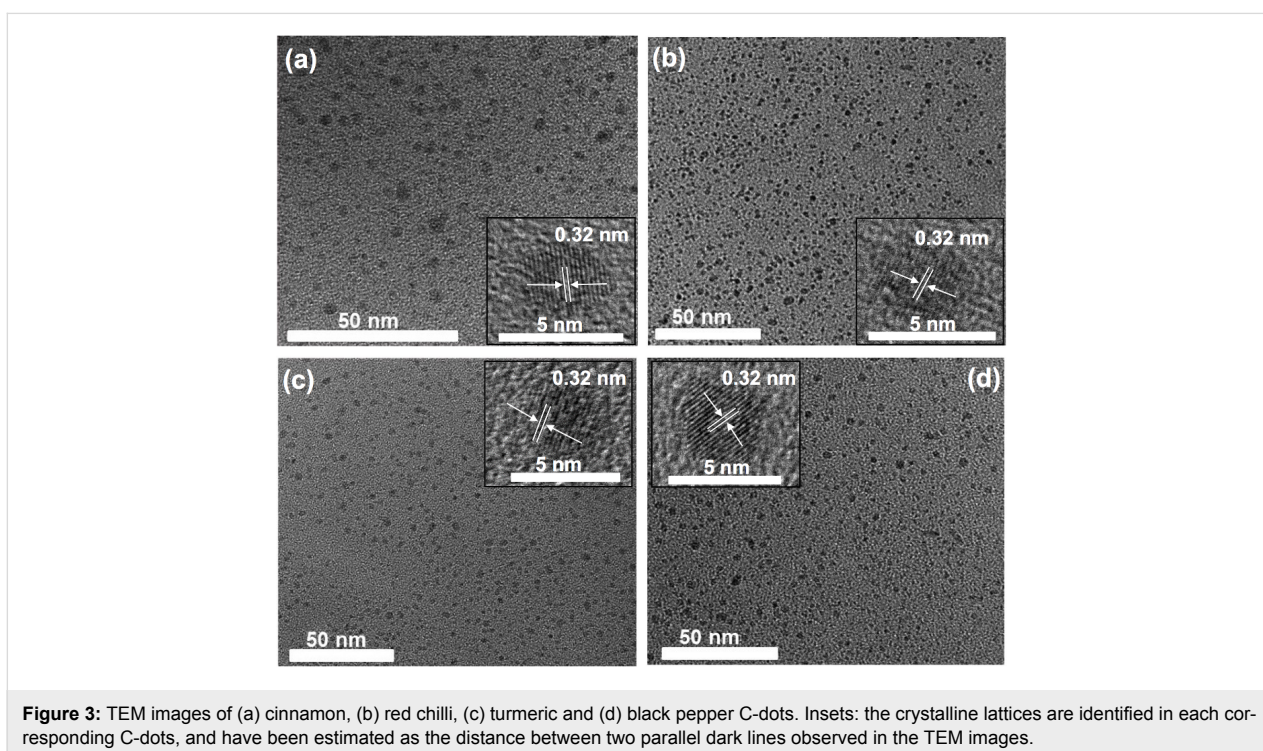 (a)
0.32 nm
50 nm
5 nm
(b)
0.32 nm
50 nm
5 nm
(c)
0.32 nm
5 nm
50 nm
0.32 nm
(d)
5 nm
50 nm
Figure 3: TEM images of (a) cinnamon, (b) red chilli, (c) turmeric and (d) black pepper C-dots. Insets: the crystalline lattices are identified in each cor-
responding C-dots, and have been estimated as the distance between two parallel dark lines observed in the TEM images.